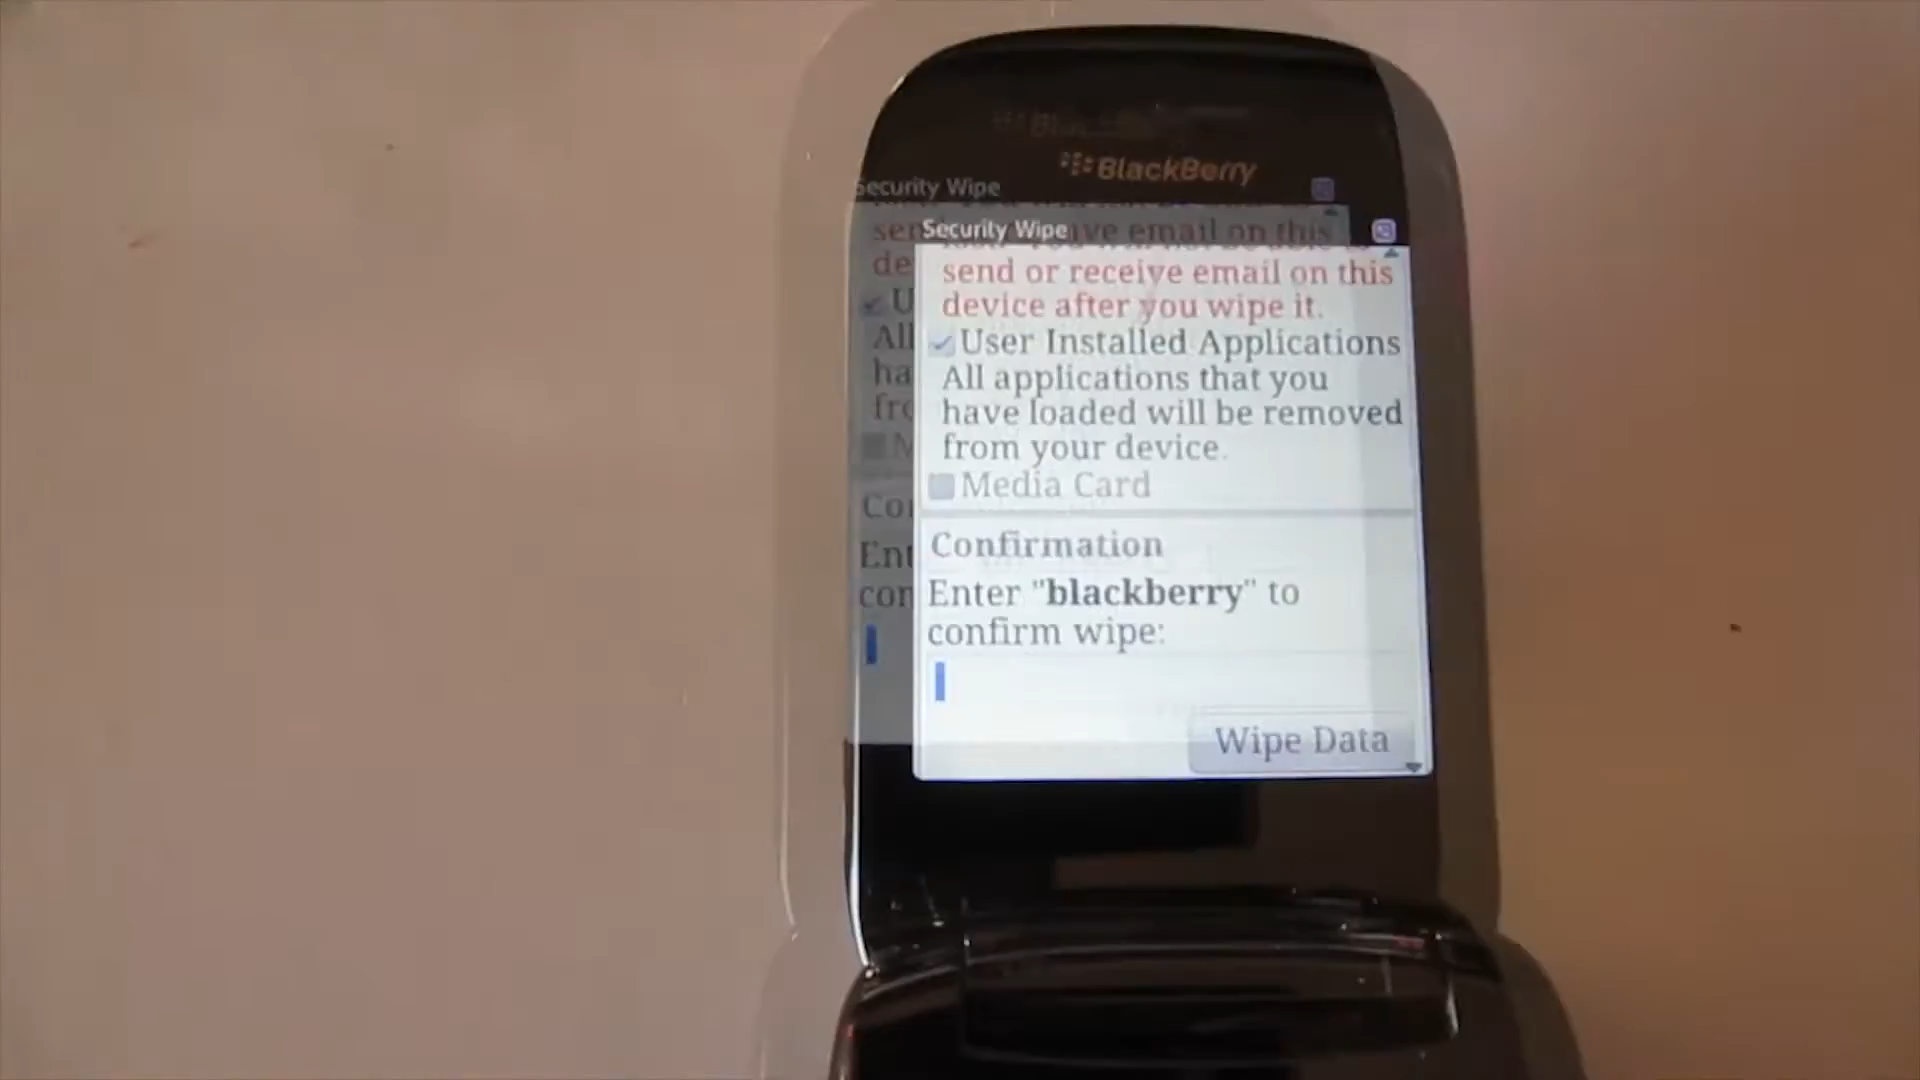 BlackBerry
Security Wipe
Security Wipe
send or receive email on this
device after you wipe it.
User Installed Applications
All applications that you
have loaded will be removed
from your device.
Media Card
Confirmation
Enter "blackberry" to
confirm wipe:
Wipe Data